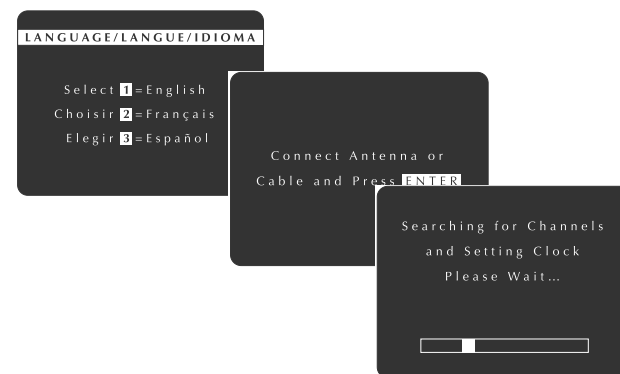 LANGUAGE/LANGUE/IDIOMA
Select 1=English
Choisir 2=Français
Elegir 3=Español
Connect Antenna or
Cable and Press ENTER
Searching for Channels
and Setting Clock
Please Wait...